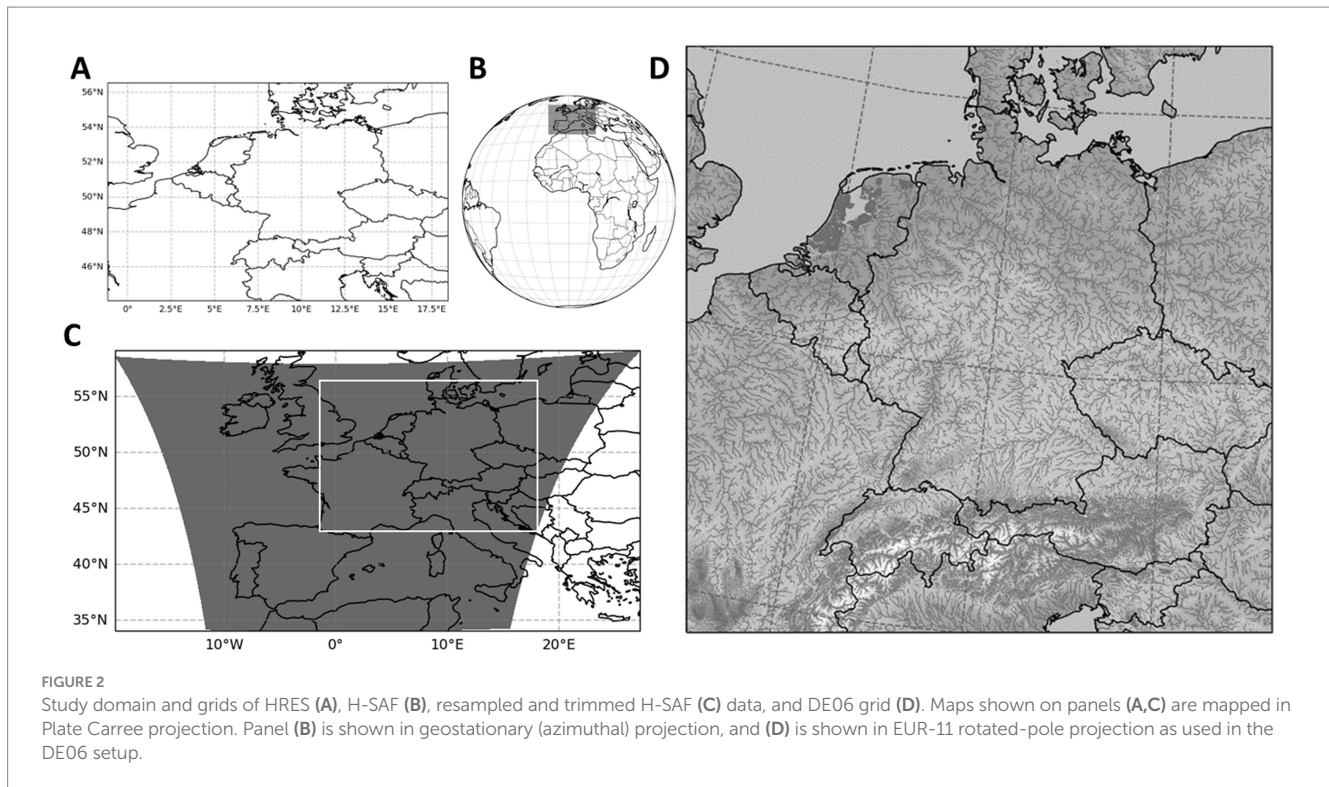 A
56°N
54°N
52°N
50°N
48°N
46°N
0°
2.5°E
5°E
7.5°E
10°E
12.5°E
15°E
17.5°E
B
D
C
55°N
50°N
45°N
40°N
35°N
10°W
0°
10°E
20°E
FIGURE 2
Study domain and grids of HRES (A), H-SAF (B), resampled and trimmed H-SAF (C) data, and DE06 grid (D). Maps shown on panels (A,C) are mapped in
Plate Carree projection. Panel (B) is shown in geostationary (azimuthal) projection, and (D) is shown in EUR-11 rotated-pole projection as used in the
DE06 setup.